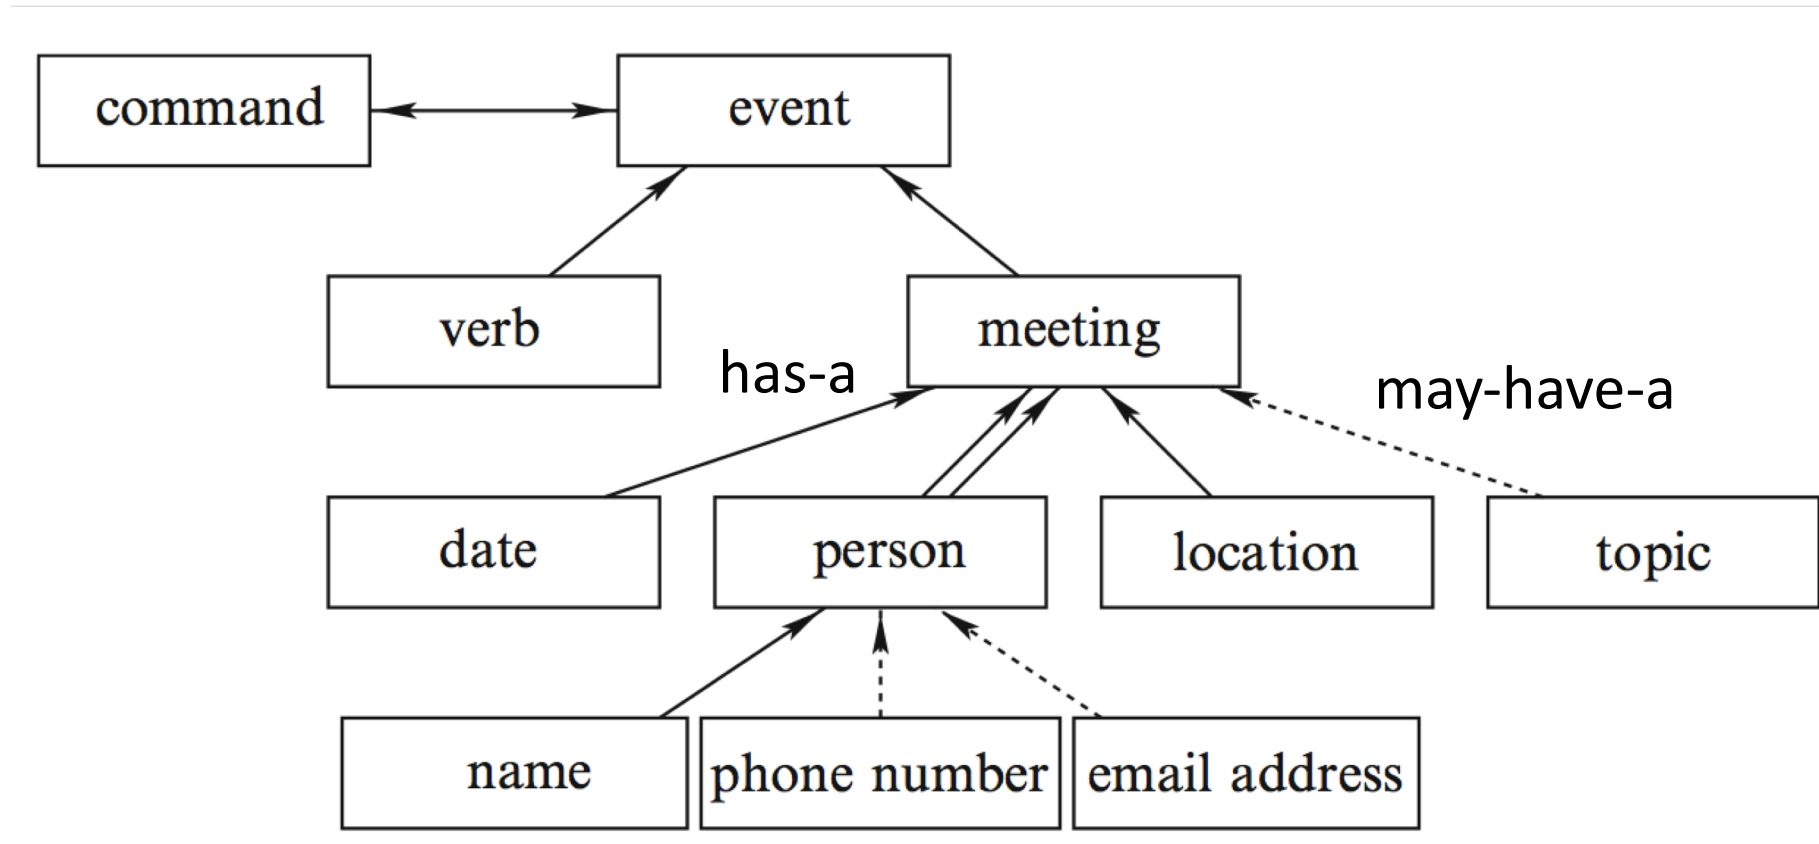 command
event
verb
meeting
has-a
may-have-a
date
person
location
topic
name
phone number
email address